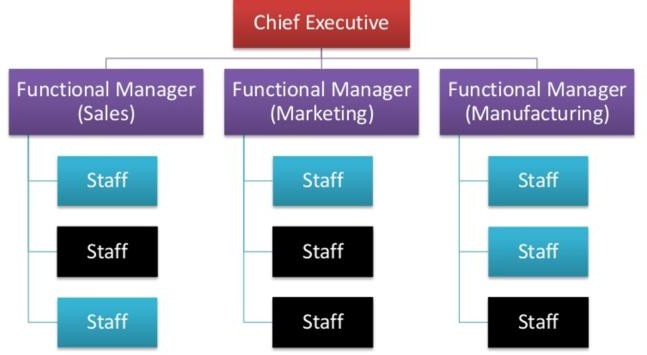 Chief Executive
Functional Manager
(Sales)
Functional Manager
(Marketing)
Functional Manager
(Manufacturing)
Staff
Staff
Staff
Staff
Staff
Staff
Staff
Staff
Staff